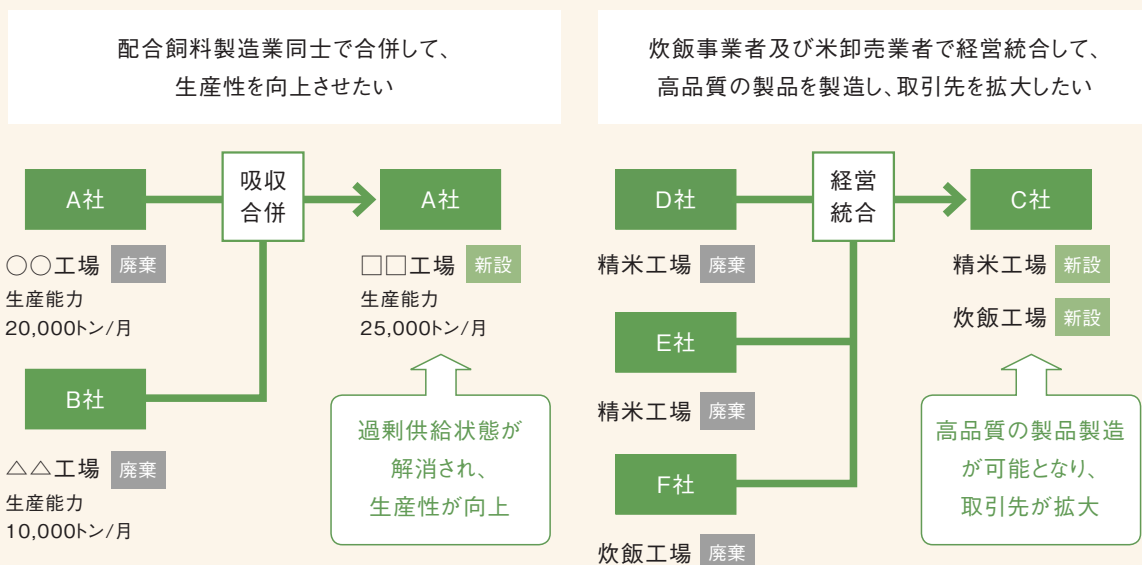 配合飼料製造業同士で合併して、
生産性を向上させたい
A社
吸収
合併
A社
○○工場 廃棄
生産能力
20,000トン/月
□□工場 新設
生産能力
25,000トン/月
B社
△△工場 廃棄
生産能力
10,000トン/月
過剰供給状態が
解消され、
生産性が向上
炊飯事業者及び米卸売業者で経営統合して、
高品質の製品を製造し、取引先を拡大したい
D社
経営
統合
C社
精米工場 廃棄
精米工場 新設
炊飯工場 新設
E社
精米工場 廃棄
F社
炊飯工場 廃棄
高品質の製品製造
が可能となり、
取引先が拡大